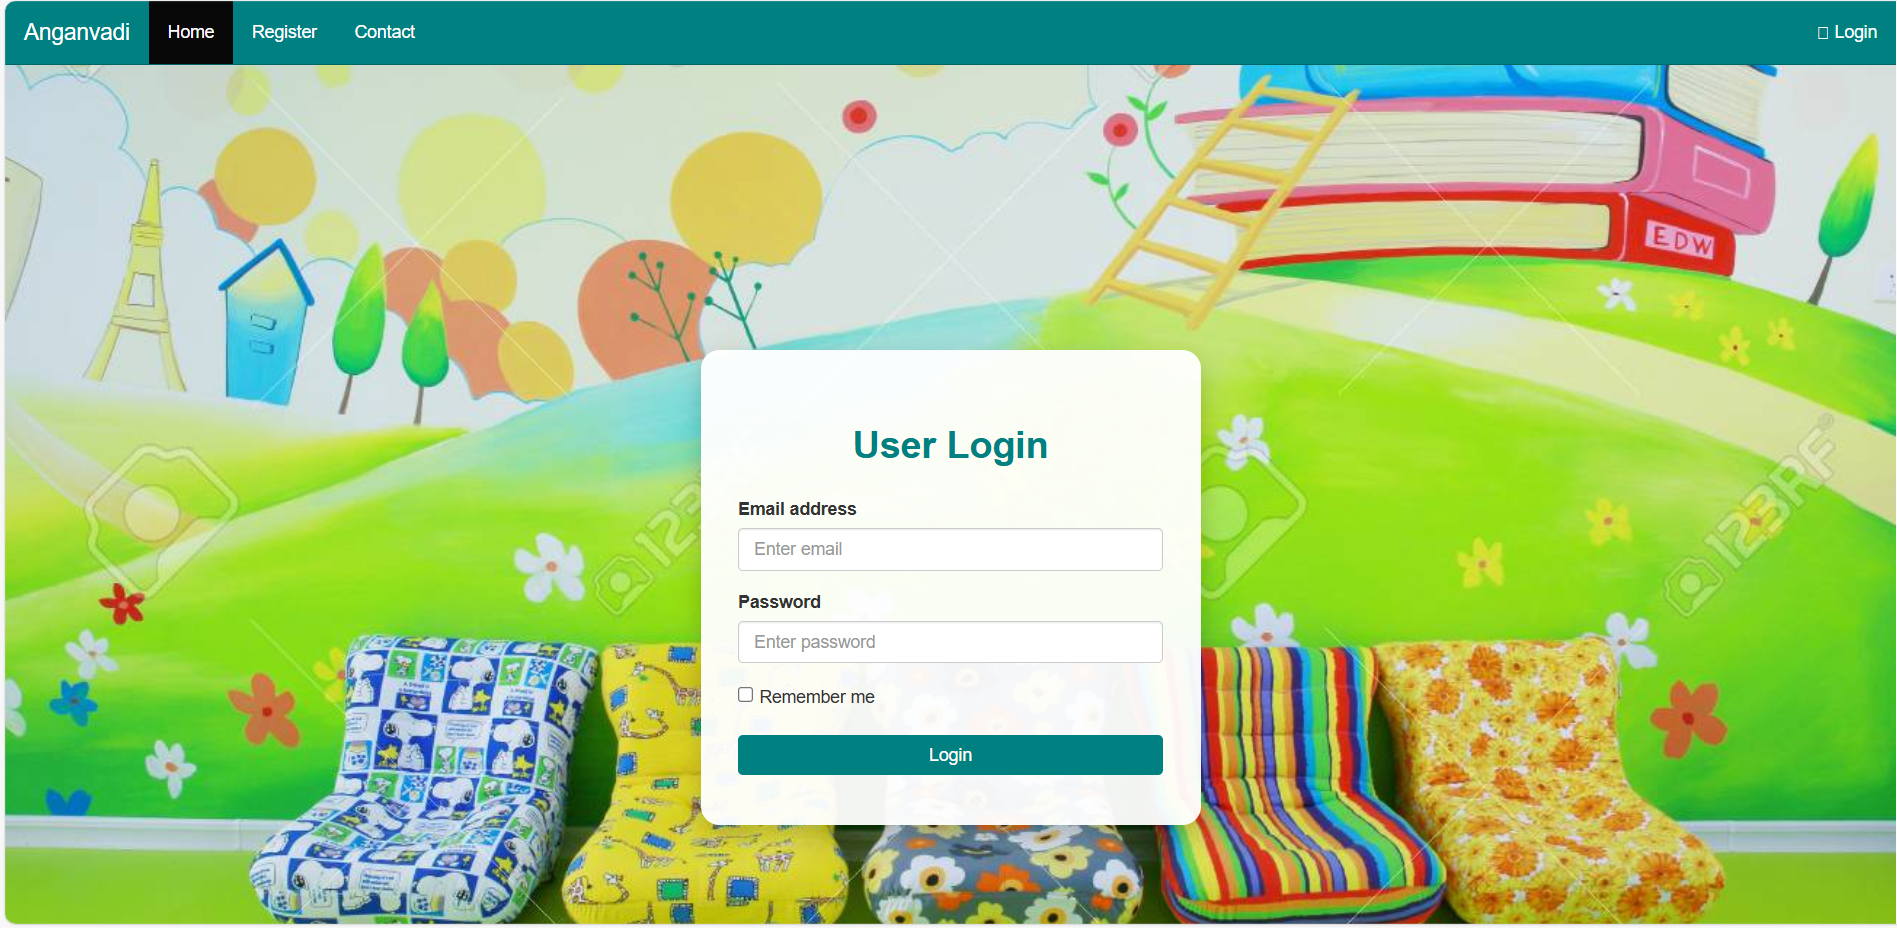 Anganvadi Home Register Contact Login
EDW
User Login
Email address
Enter email
Password
Enter password
Remember me
Login
123RF
123RF